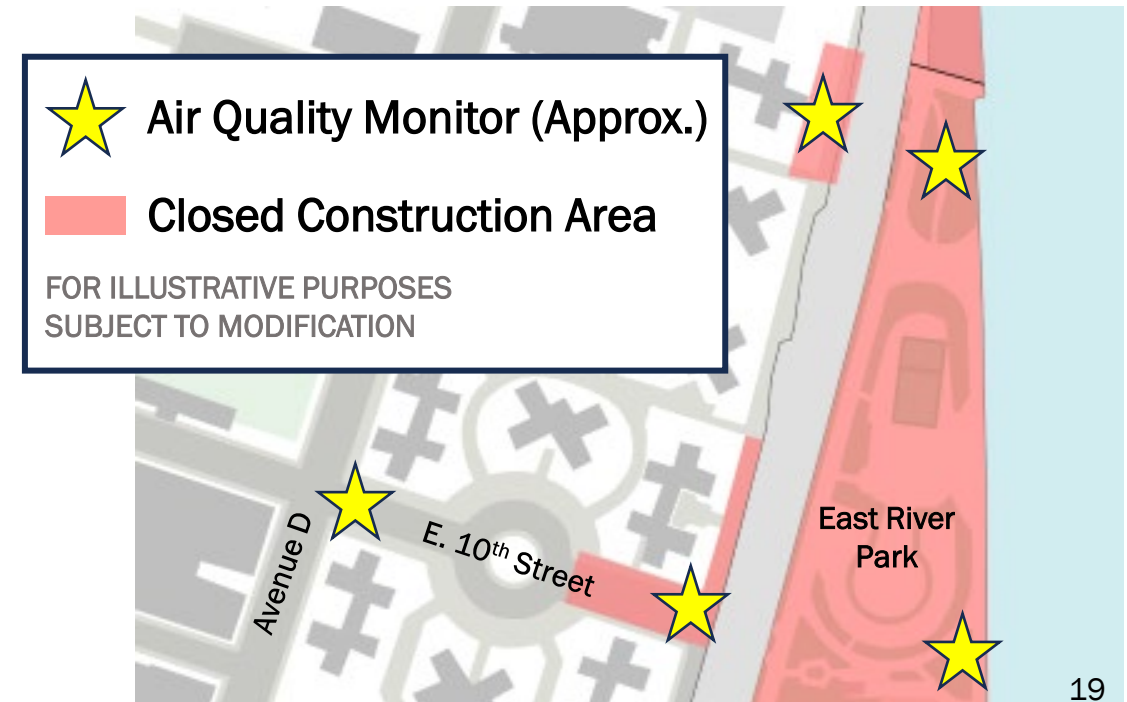 Air Quality Monitor (Approx.)
Closed Construction Area
FOR ILLUSTRATIVE PURPOSES
SUBJECT TO MODIFICATION
Avenue D
E. 10th Street
East River
Park
19